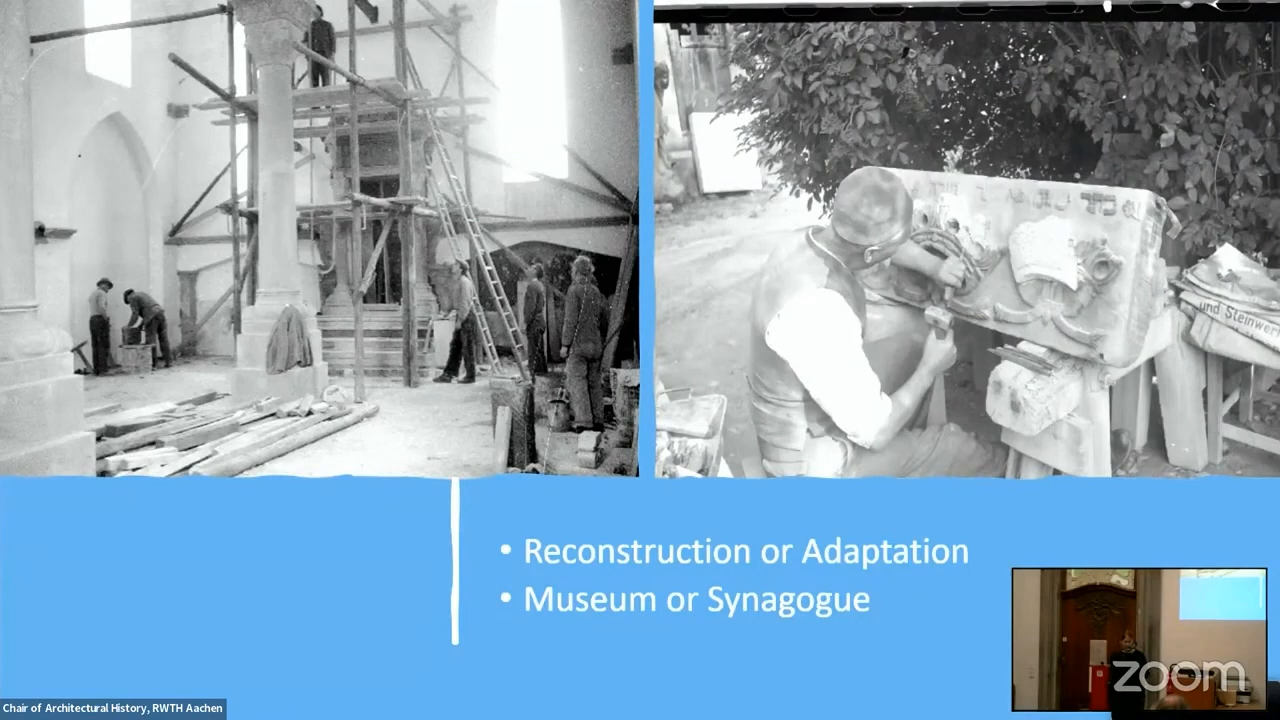 und Steinwer
• Reconstruction or Adaptation
• Museum or Synagogue
zoom
Chair of Architectural History, RWTH Aachen